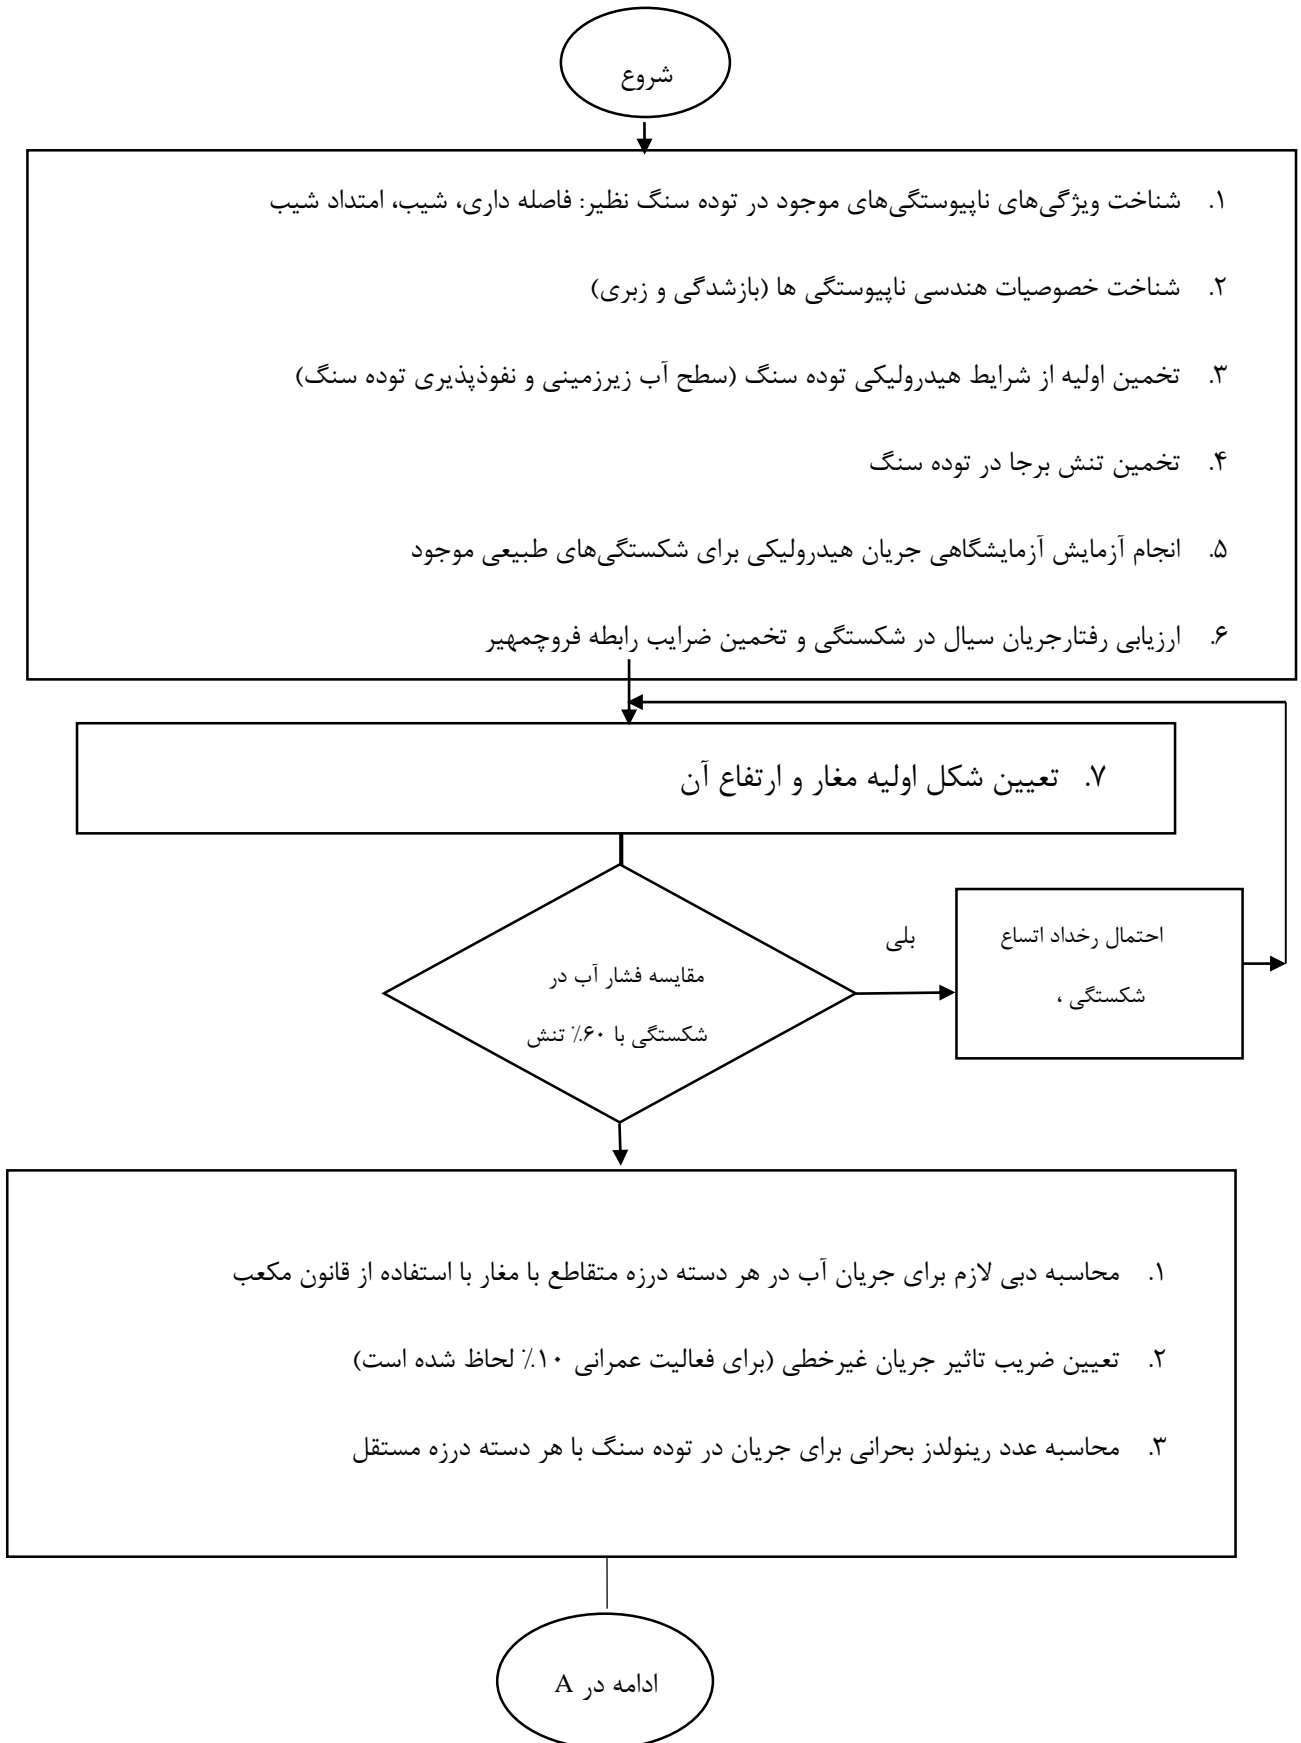 شروع
۱. شناخت ویژگی‌های ناپیوستگی‌های موجود در توده سنگ نظیر: فاصله داری، شیب، امتداد شیب
۲. شناخت خصوصیات هندسی ناپیوستگی ها (بازشدگی و زبری)
۳. تخمین اولیه از شرایط هیدرولیکی توده سنگ (سطح آب زیرزمینی و نفوذپذیری توده سنگ)
۴. تخمین تنش برجا در توده سنگ
۵. انجام آزمایش آزمایشگاهی جریان هیدرولیکی برای شکستگی‌های طبیعی موجود
۶. ارزیابی رفتارجریان سیال در شکستگی و تخمین ضرایب رابطه فروچمهیر
۷. تعیین شکل اولیه مغار و ارتفاع آن
بلی
احتمال رخداد اتساع
شکستگی ،
مقایسه فشار آب در
شکستگی با ۶۰٪ تنش
۱. محاسبه دبی لازم برای جریان آب در هر دسته درزه متقاطع با مغار با استفاده از قانون مکعب
۲. تعیین ضریب تاثیر جریان غیرخطی (برای فعالیت عمرانی ۱۰٪ لحاظ شده است)
۳. محاسبه عدد رینولدز بحرانی برای جریان در توده سنگ با هر دسته درزه مستقل
ادامه در A